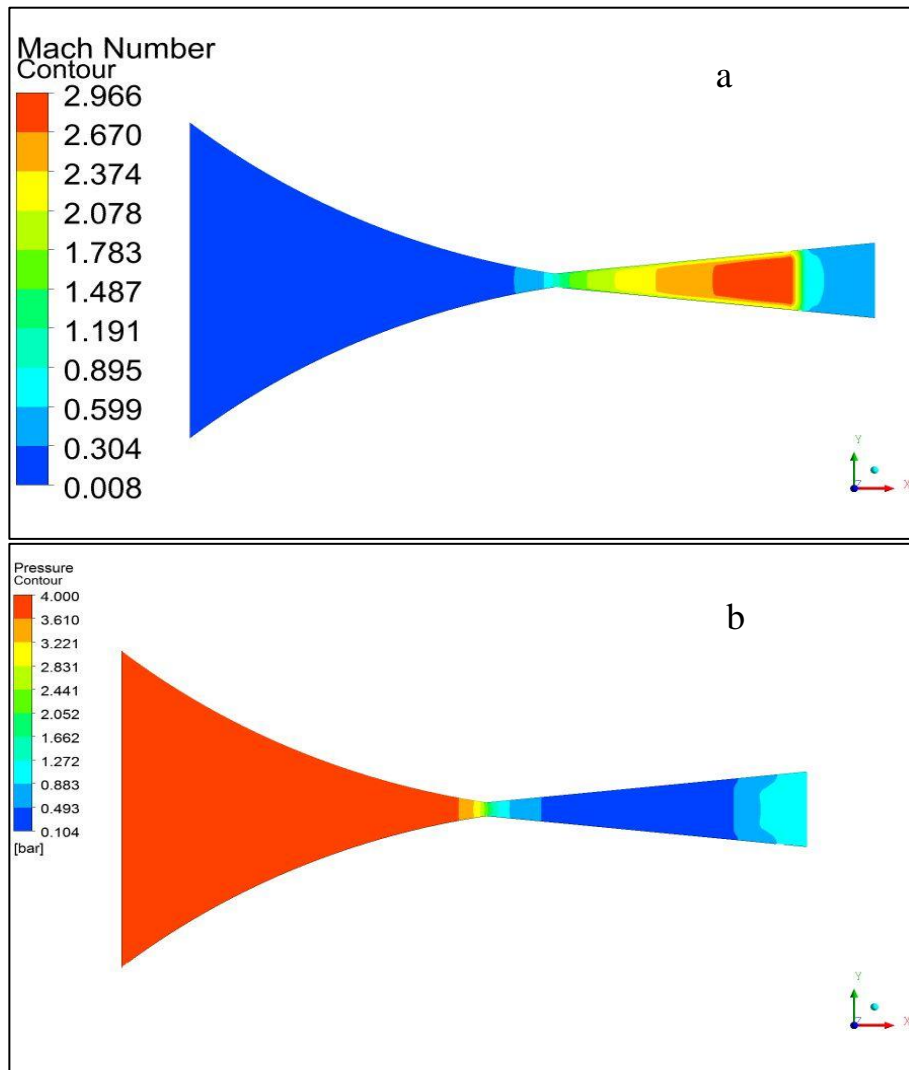 Mach Number
Contour
2.966
2.670
2.374
2.078
1.783
1.487
1.191
0.895
0.599
0.304
0.008
a
Y
Z
X
Pressure
Contour
4.000
3.610
3.221
2.831
2.441
2.052
1.662
1.272
0.883
0.493
0.104
[bar]
b
Y
Z
X